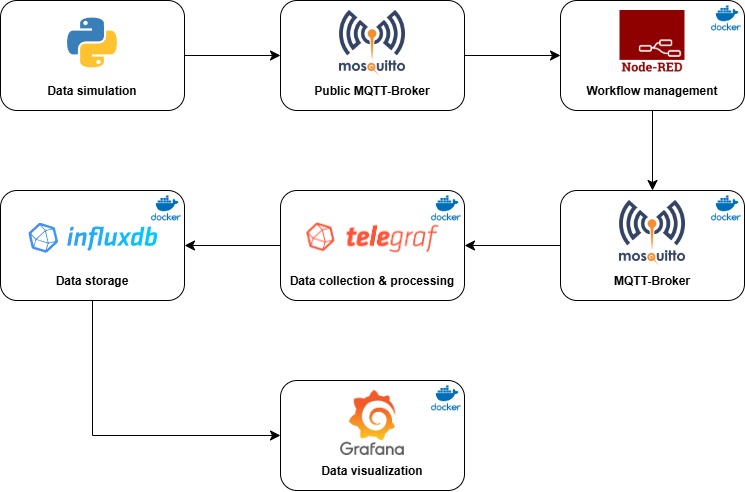 Data simulation
mosquitto
Public MQTT-Broker
docker
Node-RED
Workflow management
docker
influxdb
Data storage
docker
telegraf
Data collection & processing
docker
mosquitto
MQTT-Broker
docker
Grafana
Data visualization